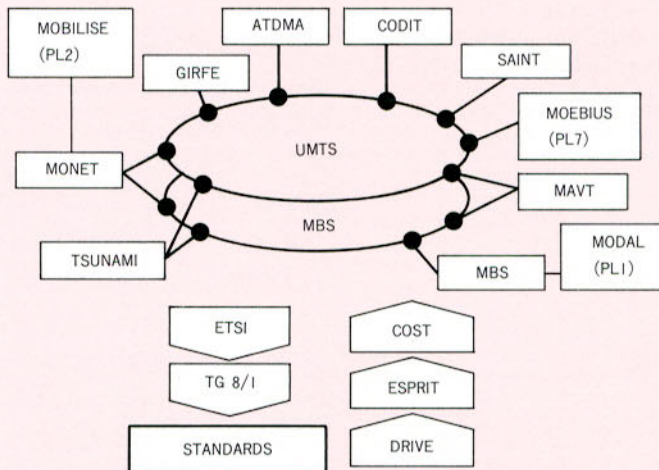 MOBILISE
(PL2)
ATDMA
CODIT
GIRFE
SAINT
MOEBIUS
(PL7)
UMTS
MONET
MAVT
MBS
MODAL
(PL1)
TSUNAMI
MBS
ETSI
COST
TG 8/1
ESPRIT
STANDARDS
DRIVE